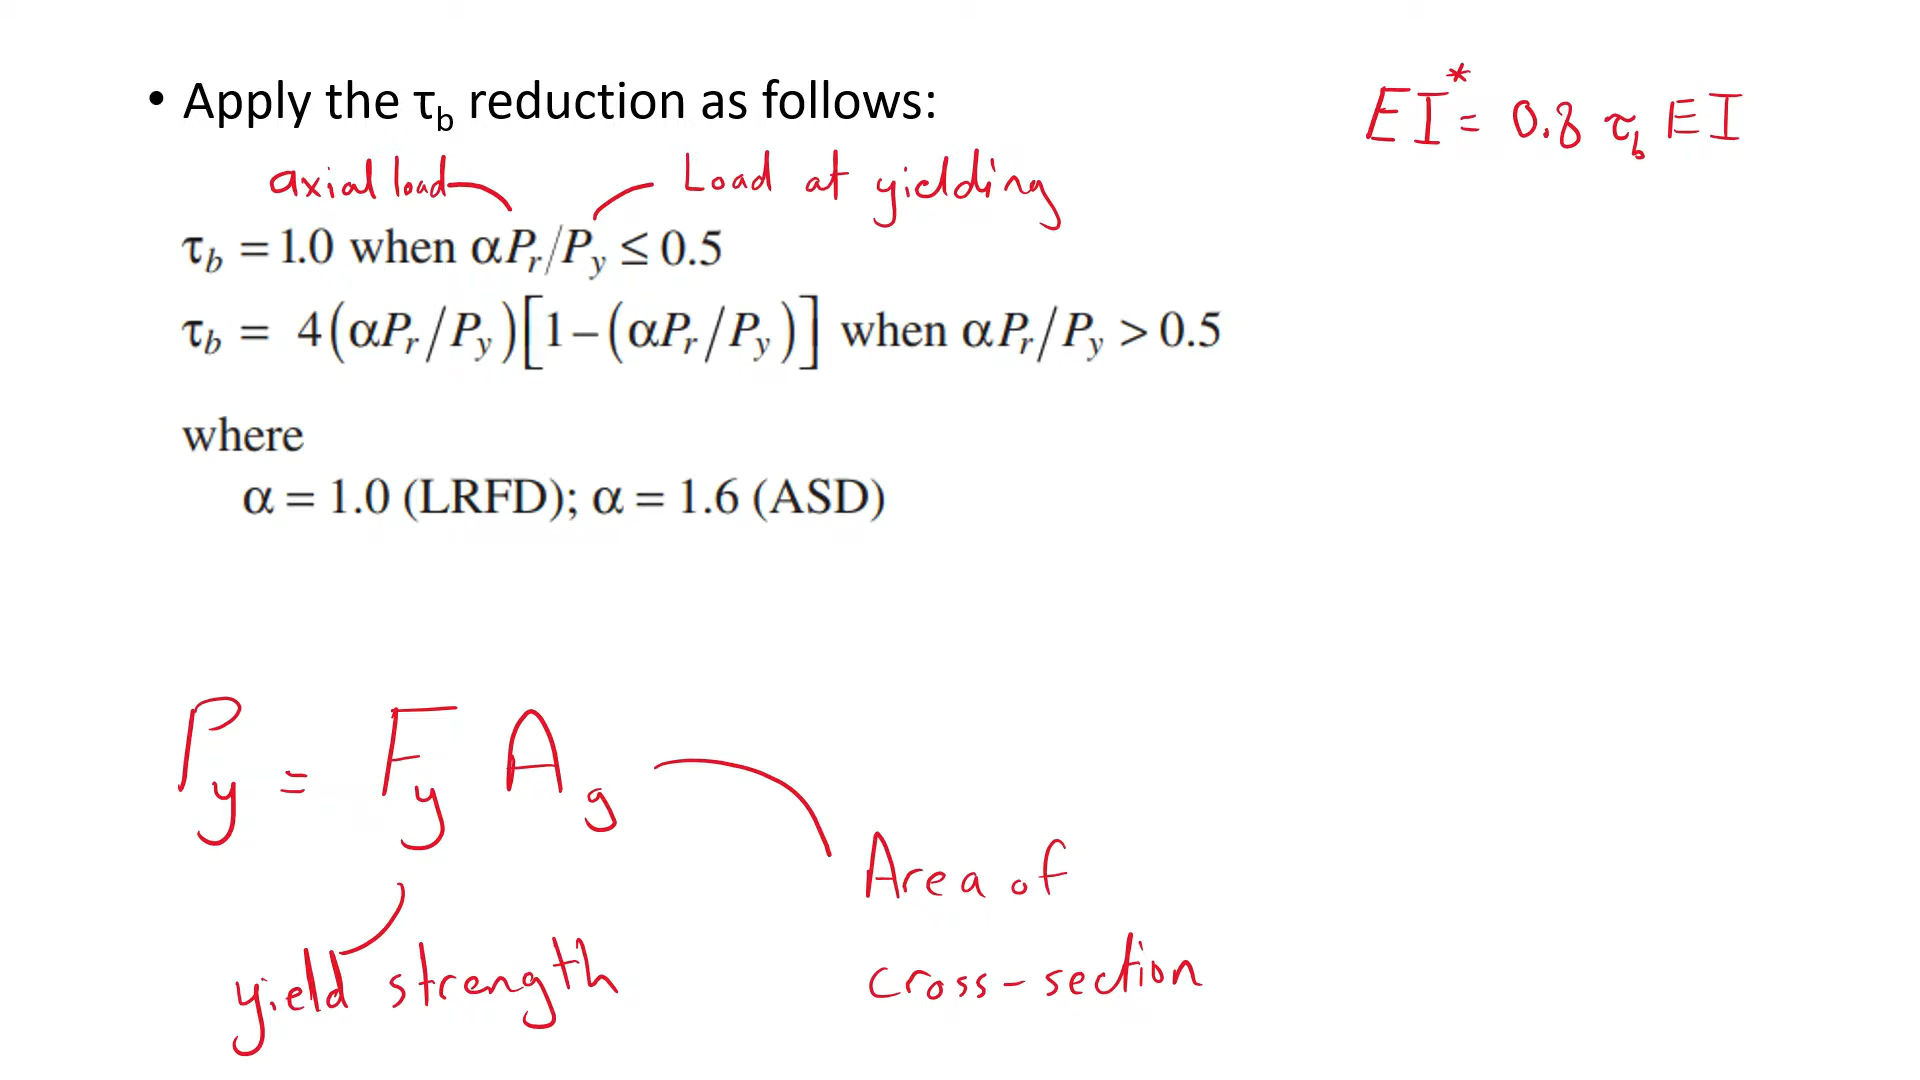 • Apply the τb reduction as follows:
EI* = 0.8 τb EI
axial load
Load at yielding
τb = 1.0 when αPr/Py ≤ 0.5
τb = 4(αPr/Py)[1−(αPr/Py)] when αPr/Py > 0.5
where
α = 1.0 (LRFD); α = 1.6 (ASD)
Py = Fy Ag
Area of
cross-section
yield strength